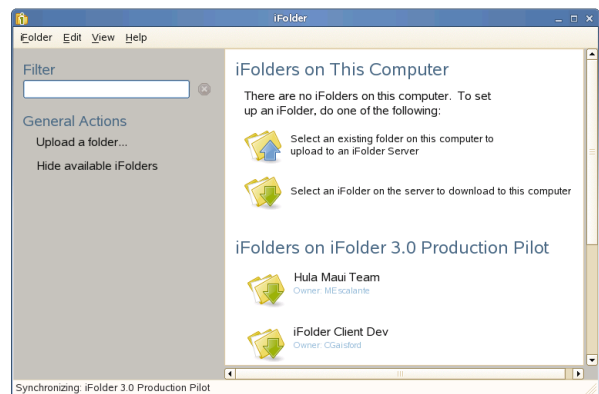 iFolder
iFolder Edit View Help
Filter
General Actions
Upload a folder...
Hide available iFolders
iFolders on This Computer
There are no iFolders on this computer. To set
up an iFolder, do one of the following:
Select an existing folder on this computer to
upload to an iFolder Server
Select an iFolder on the server to download to this computer
iFolders on iFolder 3.0 Production Pilot
Hula Maui Team
Owner: MEscalante
iFolder Client Dev
Owner: CGaisford
Synchronizing: iFolder 3.0 Production Pilot